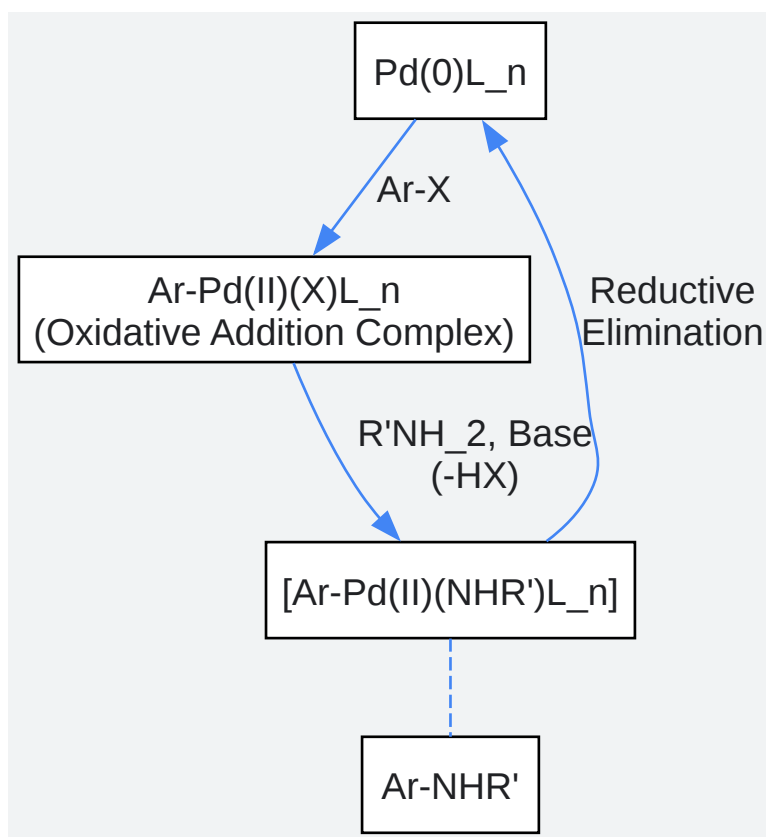 Pd(0)L_n
Ar-X
Ar-Pd(II)(X)L_n
(Oxidative Addition Complex)
Reductive
Elimination
R'NH_2, Base
(-HX)
[Ar-Pd(II)(NHR')L_n]
Ar-NHR'